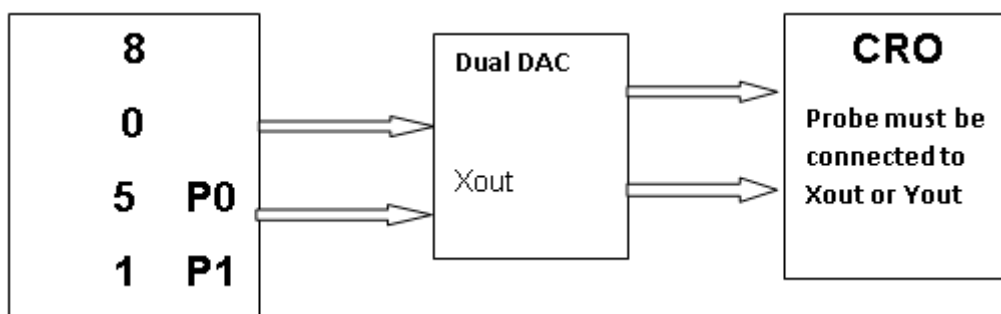 8
0
5 P0
1 P1
Dual DAC
Xout
CRO
Probe must be
connected to
Xout or Yout